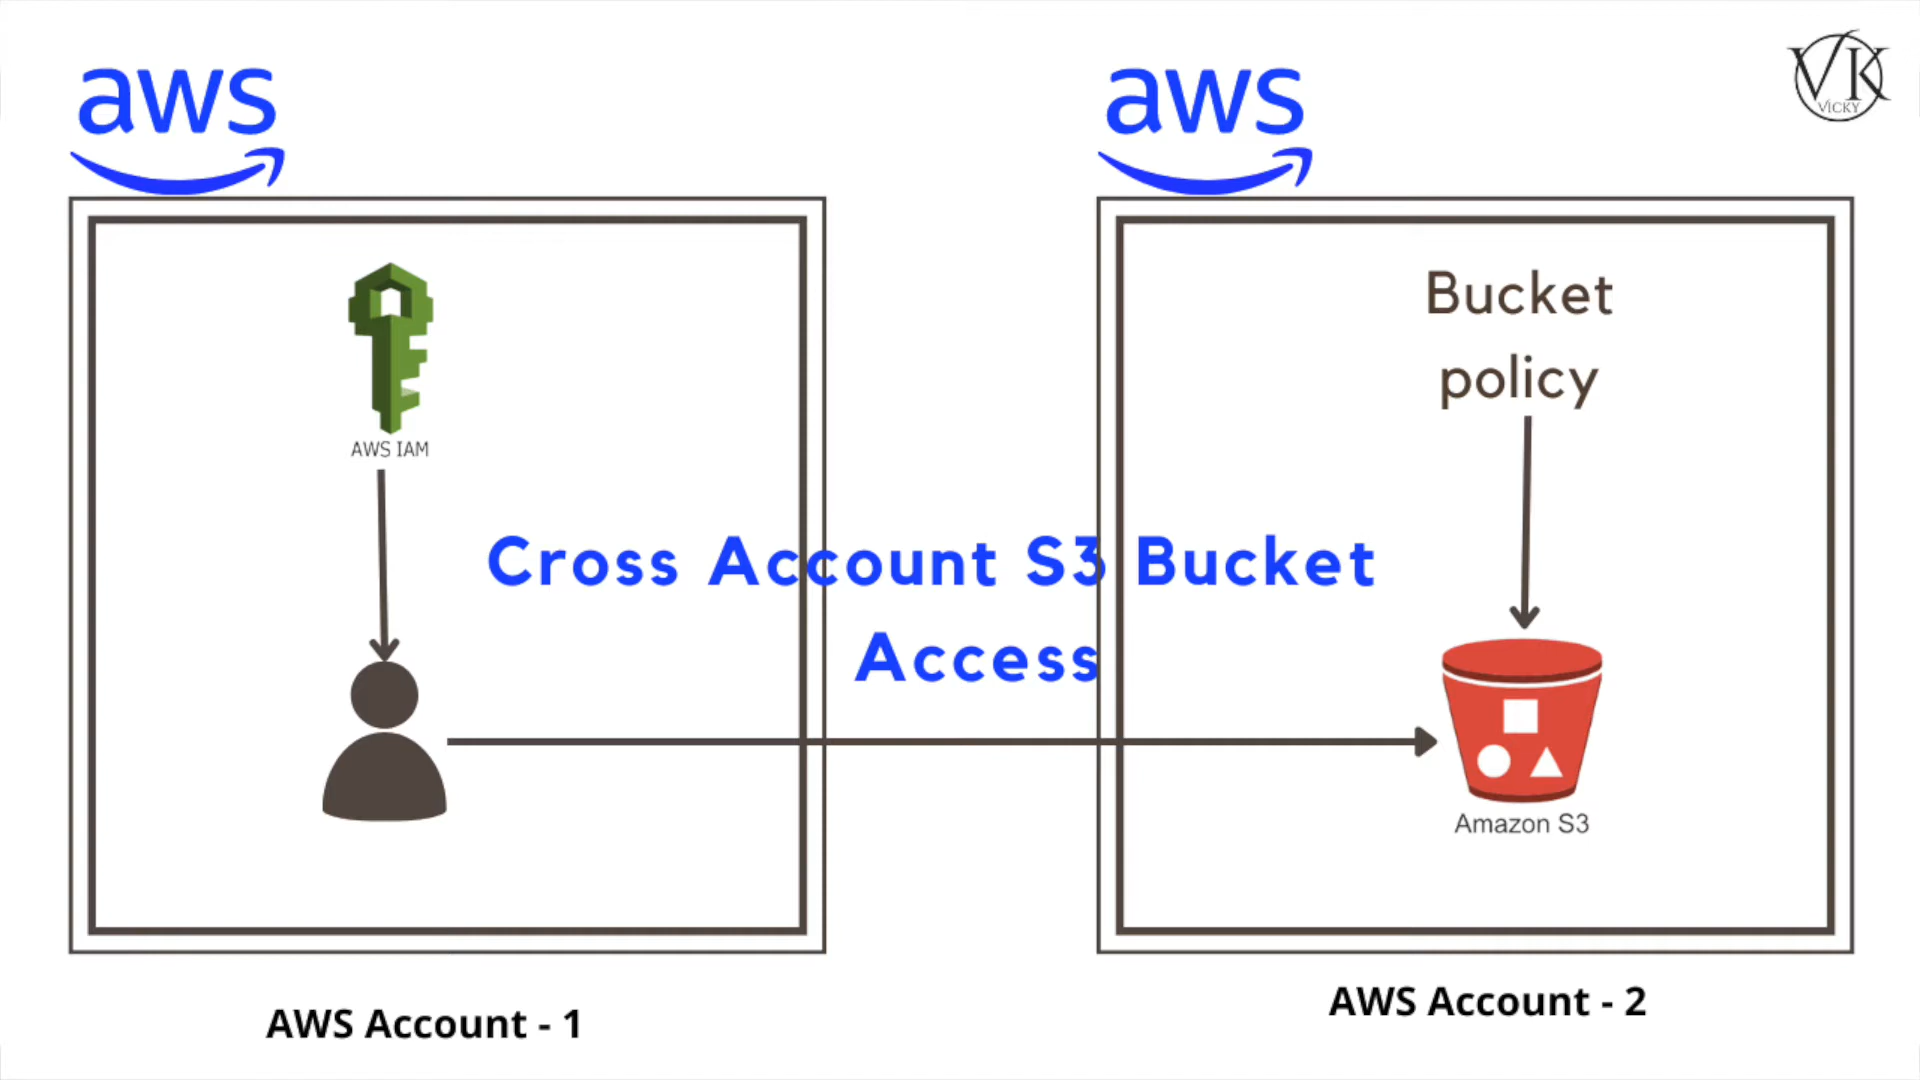 aws
aws
VK
VICKY
Bucket
policy
AWS IAM
Cross Account S3 Bucket
Access
Amazon S3
AWS Account - 1
AWS Account - 2